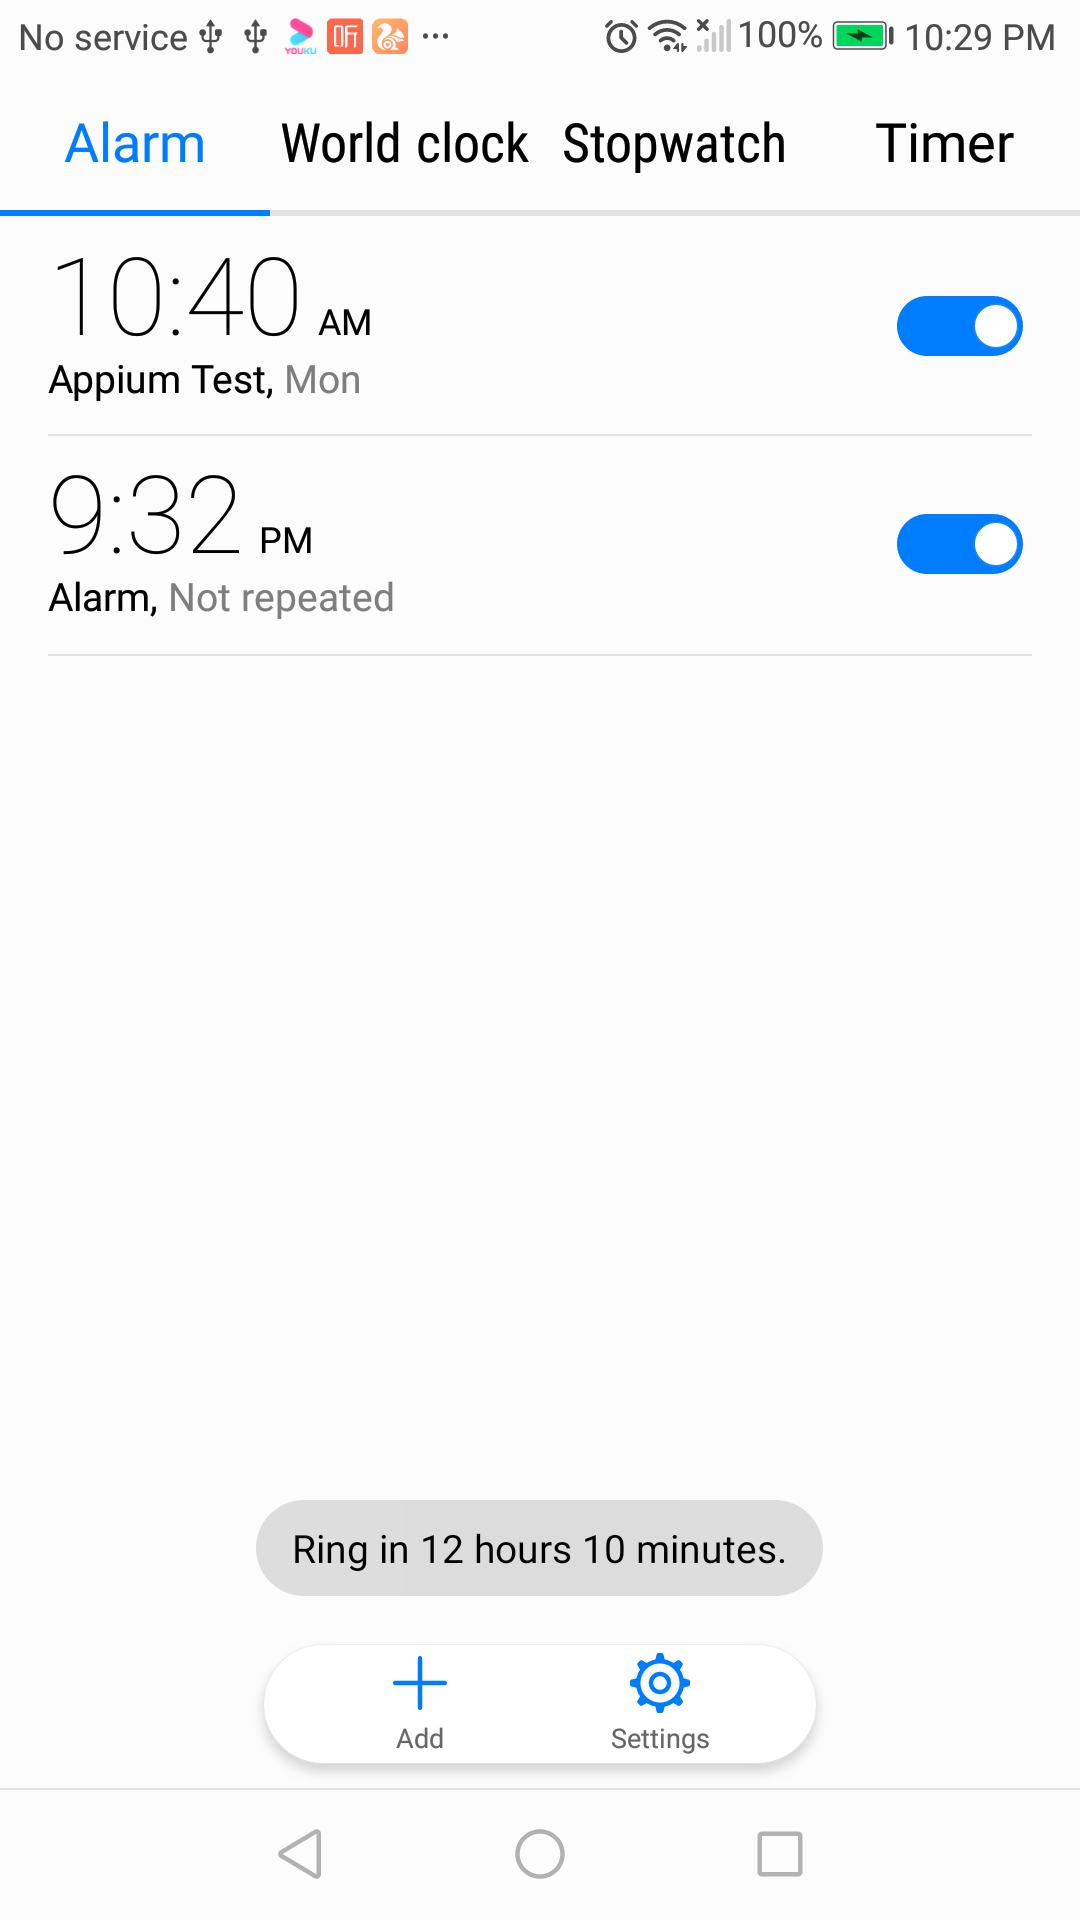 No service YOUKU 听 ... 100% 10:29 PM
Alarm World clock Stopwatch Timer
10:40 AM
Appium Test, Mon
9:32 PM
Alarm, Not repeated
Ring in 12 hours 10 minutes.
Add Settings